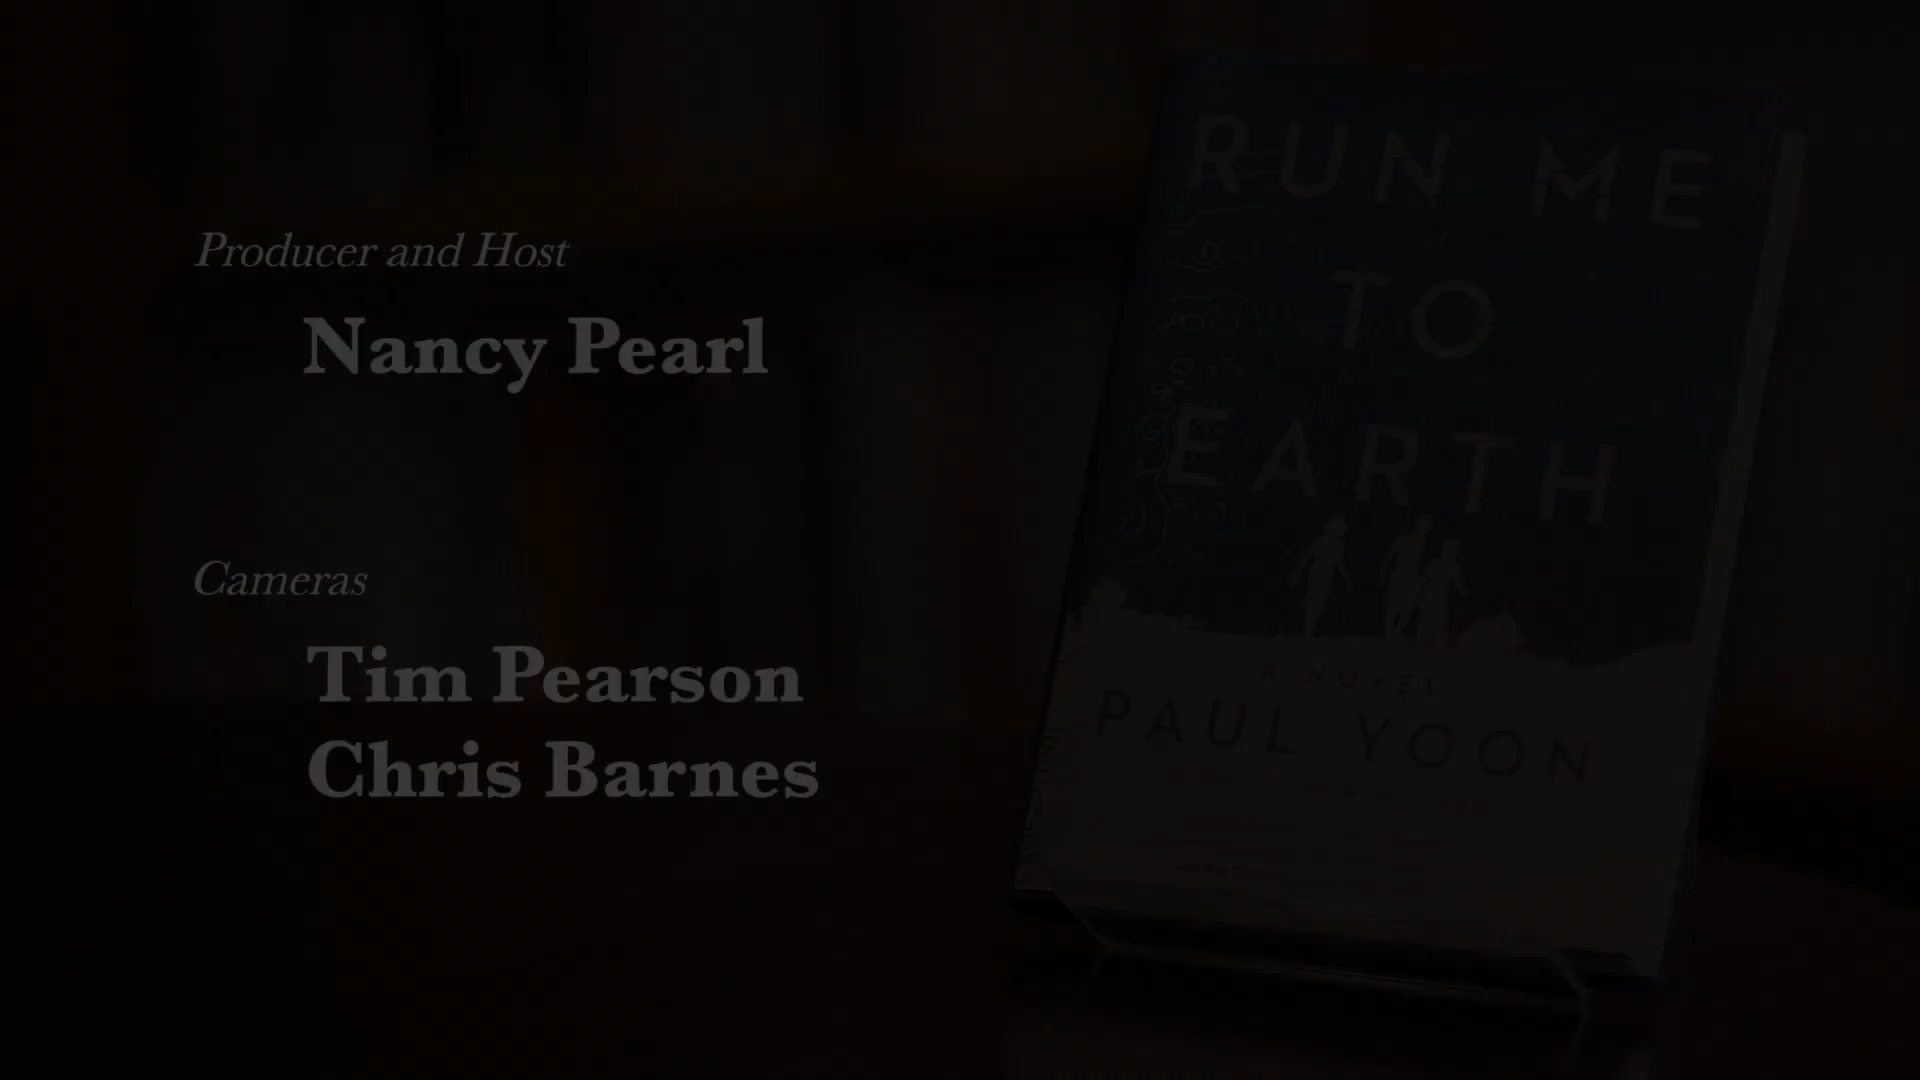 Producer and Host
Nancy Pearl
Cameras
Tim Pearson
Chris Barnes
RUN ME
TO
EARTH
A NOVEL
PAUL YOON